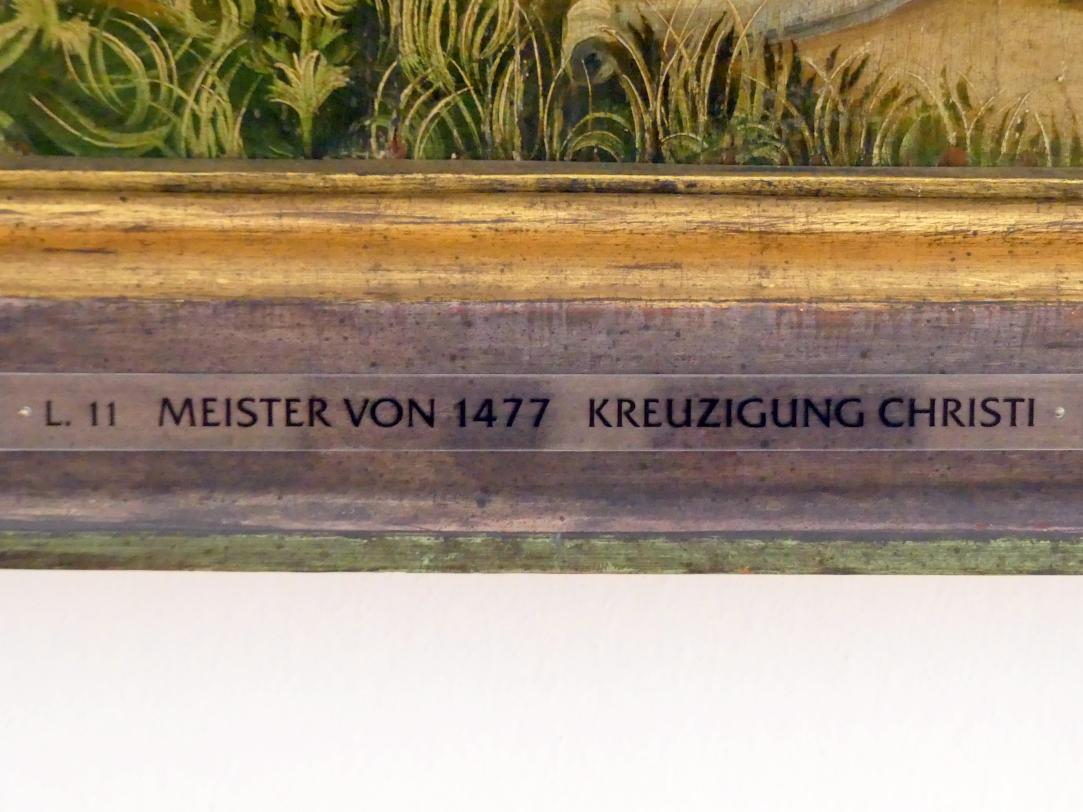 L. 11 MEISTER VON 1477 KREUZIGUNG CHRISTI